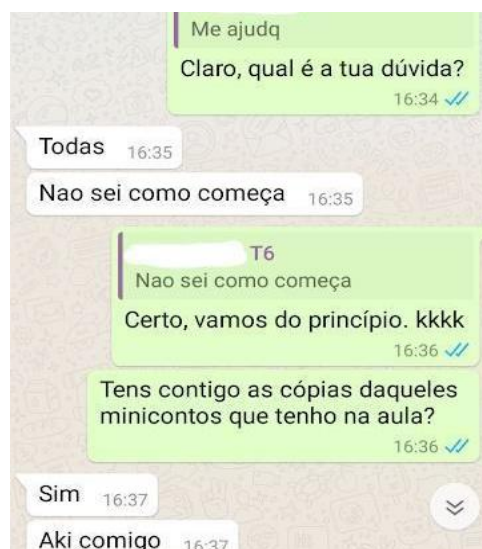 Me ajudq
Claro, qual é a tua dúvida?
16:34
Todas 16:35
Nao sei como começa 16:35
T6
Nao sei como começa
Certo, vamos do princípio. kkkk
16:36
Tens contigo as cópias daqueles
minicontos que tenho na aula?
16:36
Sim 16:37
Aki comigo 16:37